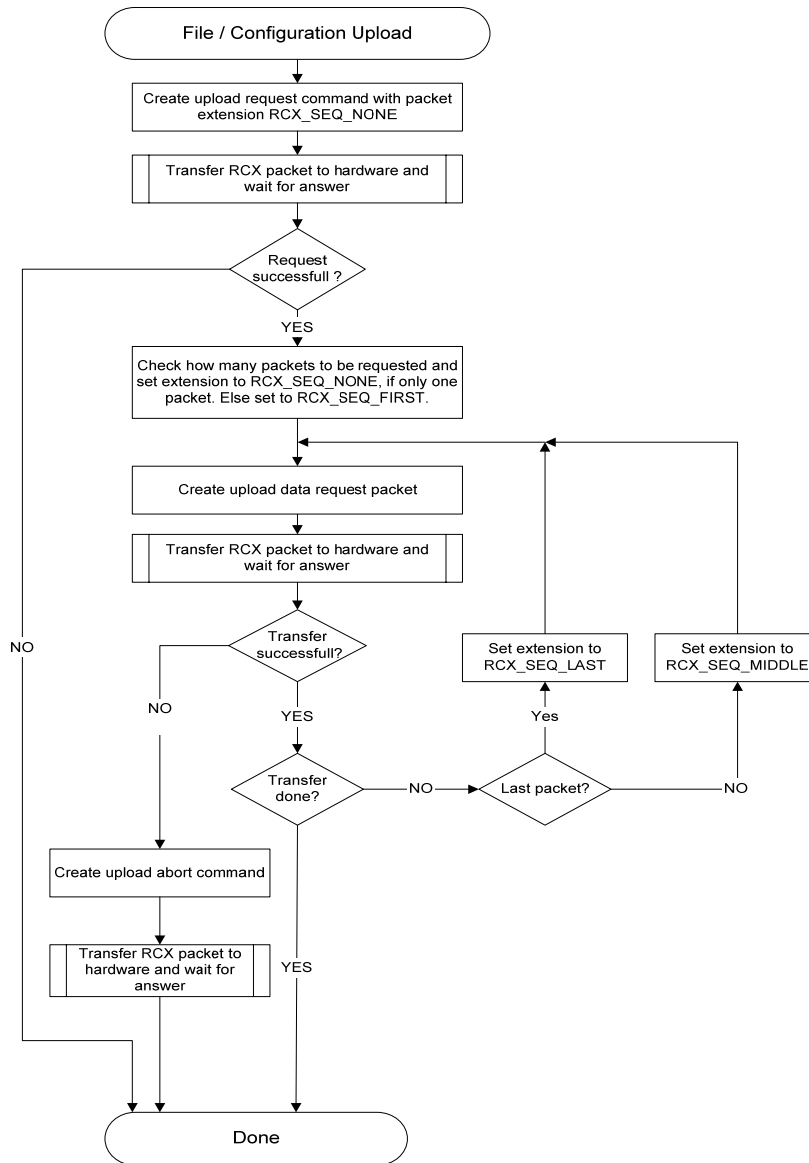 File / Configuration Upload
Create upload request command with packet
extension RCX_SEQ_NONE
Transfer RCX packet to hardware and
wait for answer
Request
successfull ?
YES
Check how many packets to be requested and
set extension to RCX_SEQ_NONE, if only one
packet. Else set to RCX_SEQ_FIRST.
Create upload data request packet
Transfer RCX packet to hardware and
wait for answer
NO
Transfer
successfull?
Set extension to
RCX_SEQ_LAST
Set extension to
RCX_SEQ_MIDDLE
NO
YES
Yes
Transfer
done?
NO
Last packet?
NO
Create upload abort command
Transfer RCX packet to
hardware and wait for
answer
YES
Done